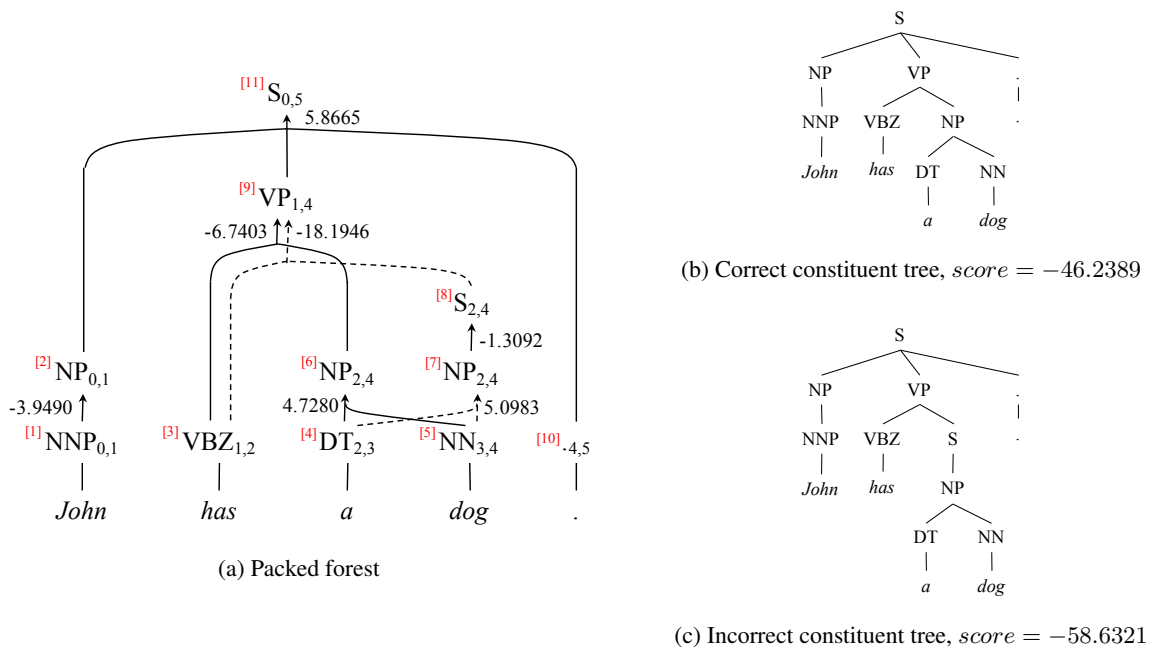 [11]S0,5
5.8665
[9]VP1,4
-6.7403 -18.1946
[8]S2,4
-1.3092
[2]NP0,1 [6]NP2,4 [7]NP2,4
-3.9490 4.7280 5.0983
[1]NNP0,1 [3]VBZ1,2 [4]DT2,3 [5]NN3,4 [10].4,5
John has a dog .
(a) Packed forest
S
NP VP .
NNP VBZ NP .
John has DT NN
a dog
(b) Correct constituent tree, score = −46.2389
S
NP VP .
NNP VBZ S .
John has NP
DT NN
a dog
(c) Incorrect constituent tree, score = −58.6321